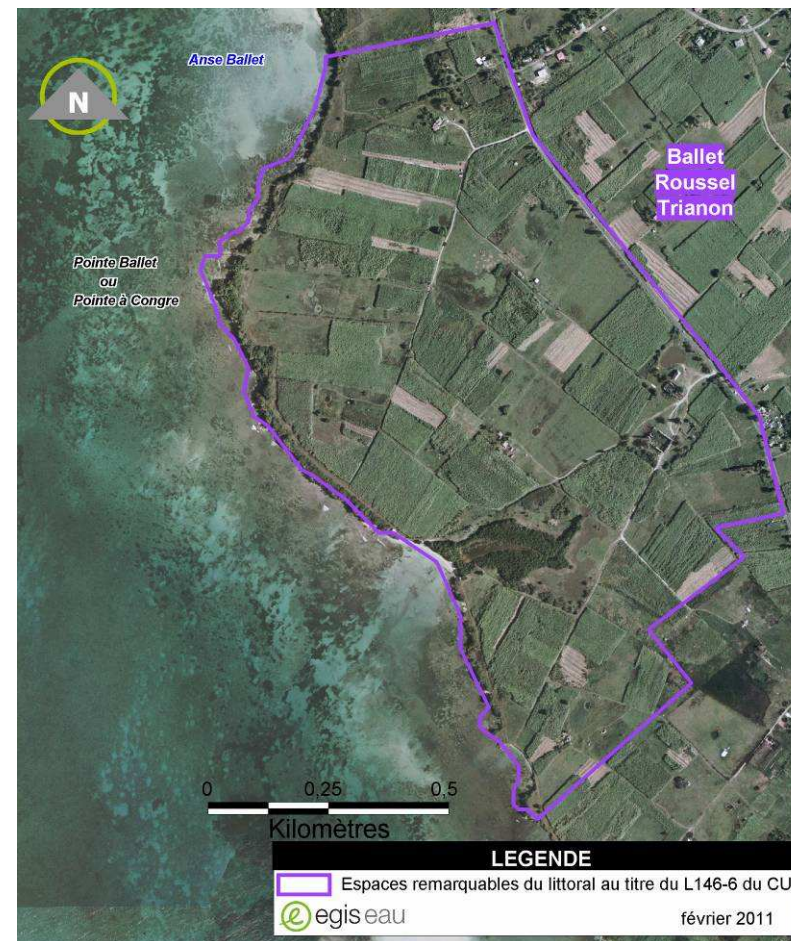 Anse Ballet
N
Ballet
Roussel
Trianon
Pointe Ballet
ou
Pointe à Congre
0 0,25 0,5
Kilomètres
LEGENDE
Espaces remarquables du littoral au titre du L146-6 du CU
egis eau
février 2011